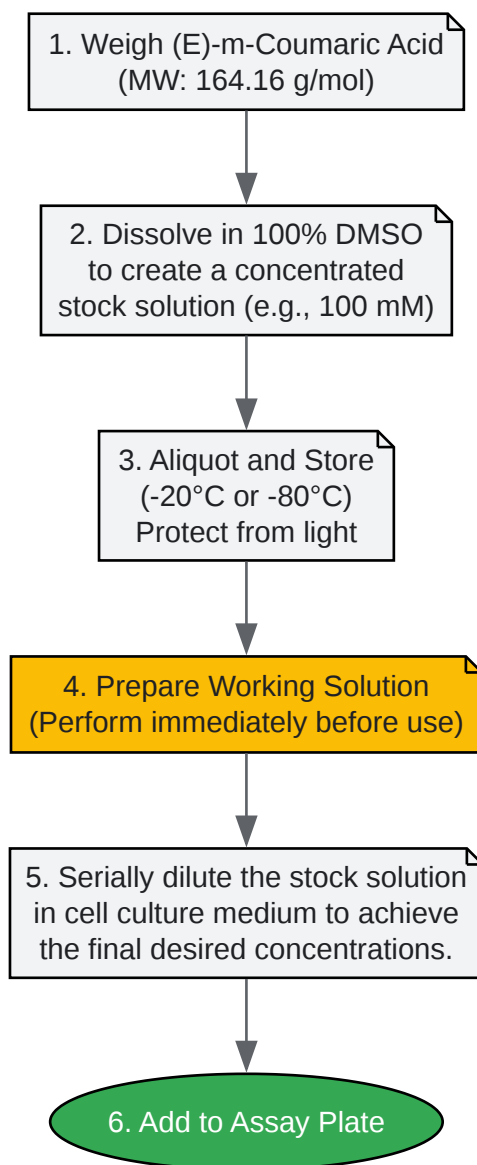 1. Weigh (E)-m-Coumaric Acid
(MW: 164.16 g/mol)
2. Dissolve in 100% DMSO
to create a concentrated
stock solution (e.g., 100 mM)
3. Aliquot and Store
(-20°C or -80°C)
Protect from light
4. Prepare Working Solution
(Perform immediately before use)
5. Serially dilute the stock solution
in cell culture medium to achieve
the final desired concentrations.
6. Add to Assay Plate